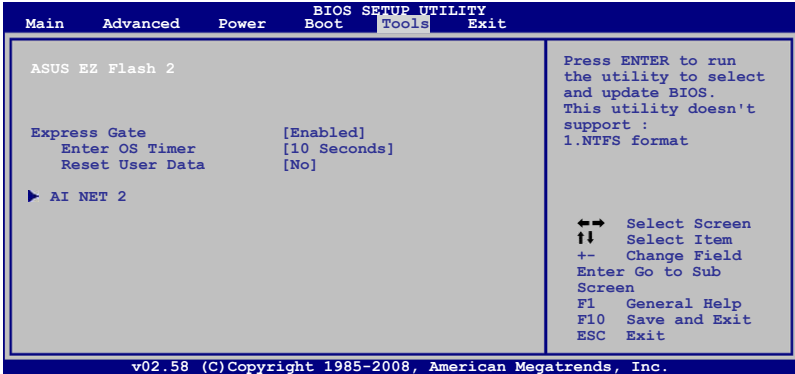 BIOS SETUP UTILITY
Main Advanced Power Boot Tools Exit
ASUS EZ Flash 2
Express Gate [Enabled]
Enter OS Timer [10 Seconds]
Reset User Data [No]
AI NET 2
Press ENTER to run
the utility to select
and update BIOS.
This utility doesn't
support :
1.NTFS format
←→ Select Screen
↑↓ Select Item
+- Change Field
Enter Go to Sub
Screen
F1 General Help
F10 Save and Exit
ESC Exit
v02.58 (C)Copyright 1985-2008, American Megatrends, Inc.